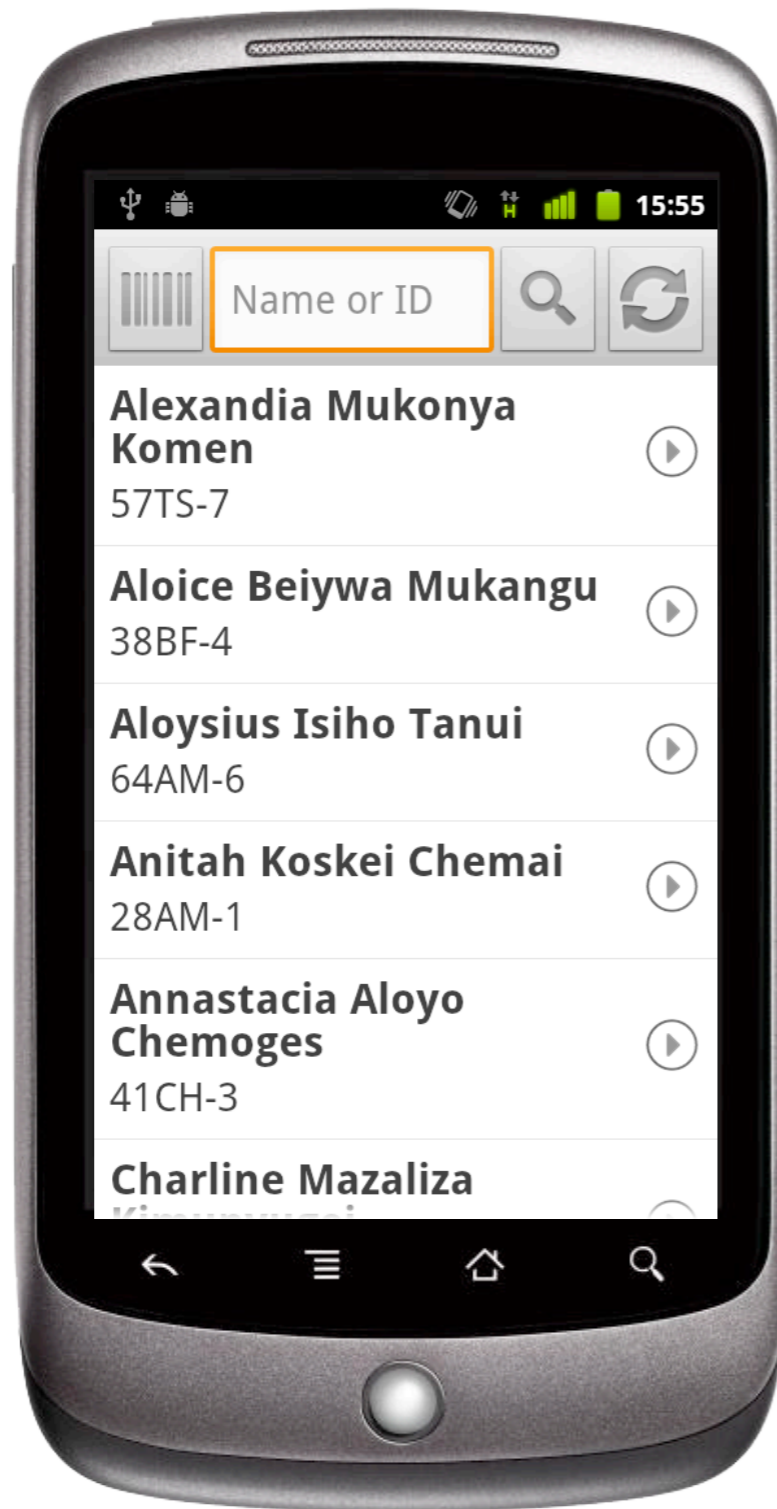 H 15:55
Name or ID
Alexandia Mukonya
Komen
57TS-7
Aloice Beiywa Mukangu
38BF-4
Aloysius Isiho Tanui
64AM-6
Anitah Koskei Chemai
28AM-1
Annastacia Aloyo
Chemoges
41CH-3
Charline Mazaliza